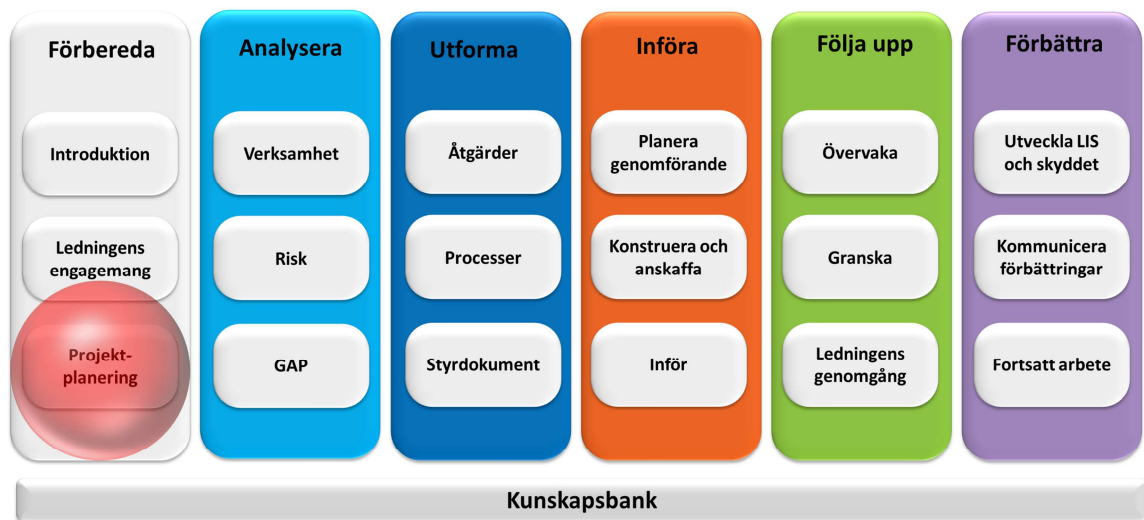 Förbereda
Introduktion
Ledningens
engagemang
Projekt-
planering
Analysera
Verksamhet
Risk
GAP
Utforma
Åtgärder
Processer
Styrdokument
Införa
Planera
genomförande
Konstruera och
anskaffa
Inför
Följa upp
Övervaka
Granska
Ledningens
genomgång
Förbättra
Utveckla LIS
och skyddet
Kommunicera
förbättringar
Fortsatt arbete
Kunskapsbank